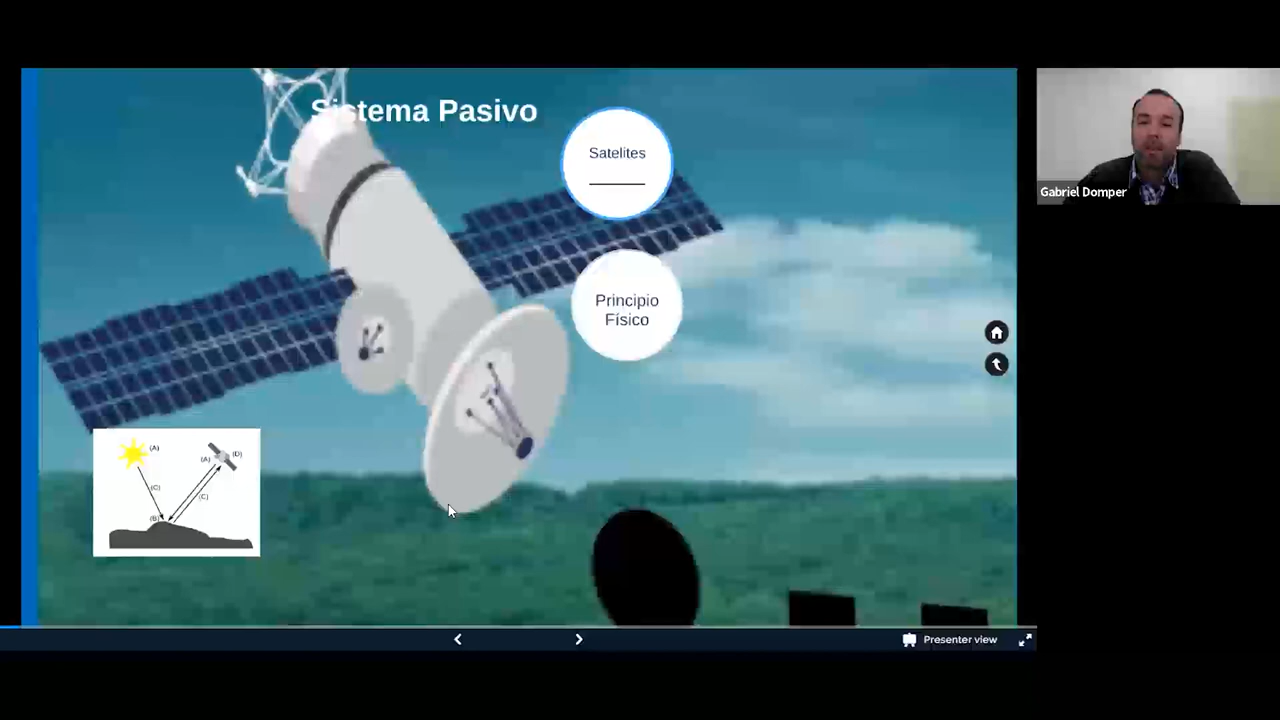 Sistema Pasivo
Satelites
Principio
Físico
(A)
(A)
(D)
(C)
(C)
(B)
Gabriel Domper
Presenter view